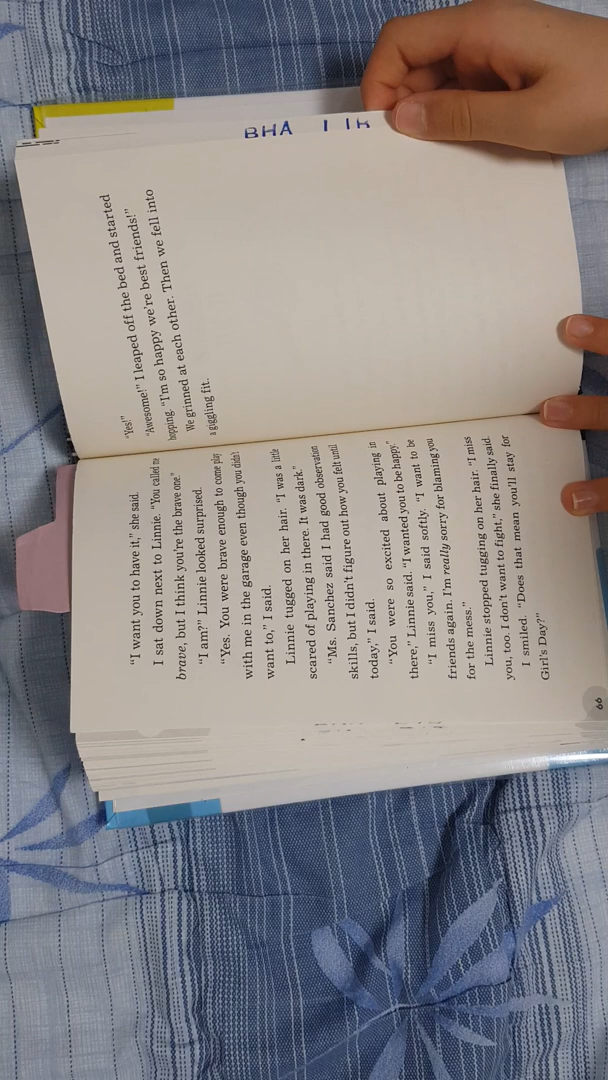 “I want you to have it,” she said.
I sat down next to Linnie. “You called me
brave, but I think you’re the brave one.”
“I am?” Linnie looked surprised.
“Yes. You were brave enough to come play
with me in the garage even though you didn’t
want to,” I said.
Linnie tugged on her hair. “I was a little
scared of playing in there. It was dark.”
“Ms. Sanchez said I had good observation
skills, but I didn’t figure out how you felt until
today,” I said.
“You were so excited about playing in
there,” Linnie said. “I wanted you to be happy.”
“I miss you,” I said softly. “I want to be
friends again. I’m really sorry for blaming you
for the mess.”
Linnie stopped tugging on her hair. “I miss
you, too. I don’t want to fight,” she finally said.
I smiled. “Does that mean you’ll stay for
Girl’s Day?”
66
“Yes!”
“Awesome!” I leaped off the bed and started
hopping. “I’m so happy we’re best friends!”
We grinned at each other. Then we fell into
a giggling fit.
BHA